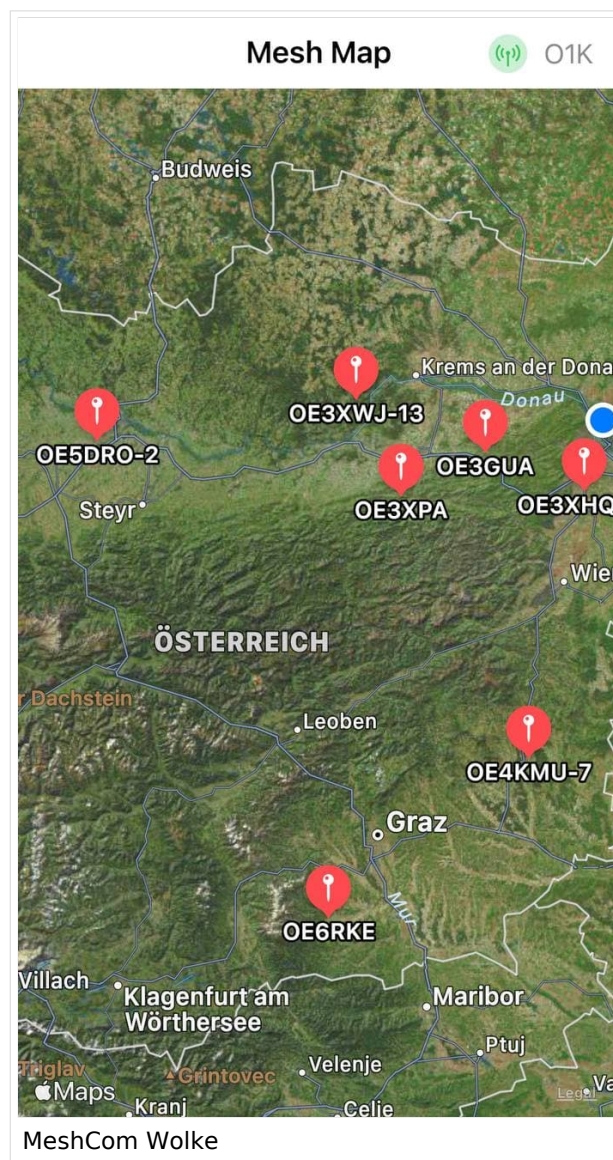 Mesh Map
O1K
Budweis
Krems an der Dona
Donau
OE3XWJ-13
OE5DRO-2
OE3GUA
OE3XPA
OE3XHQ
Steyr
Wie
ÖSTERREICH
r Dachstein
Leoben
OE4KMU-7
Graz
Mur
OE6RKE
Villach
Klagenfurt am
Wörthersee
Maribor
Ptuj
Triglav
Grintovec
Velenje
Maps
Legal
Va
Kranj
Celje
MeshCom Wolke